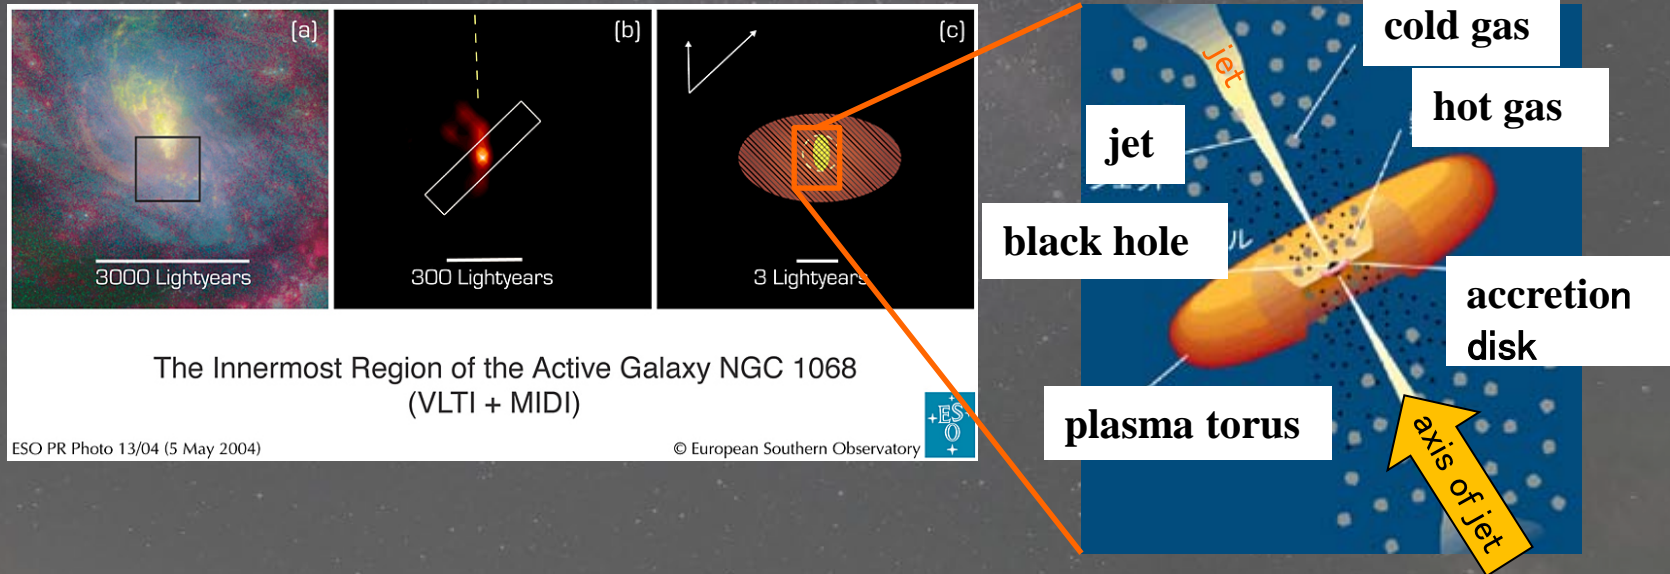 (a)
(b)
(c)
3000 Lightyears
300 Lightyears
3 Lightyears
The Innermost Region of the Active Galaxy NGC 1068
(VLTI + MIDI)
ESO PR Photo 13/04 (5 May 2004)
© European Southern Observatory
ES
O
jet
cold gas
hot gas
jet
black hole
ル
accretion
disk
plasma torus
axis of jet